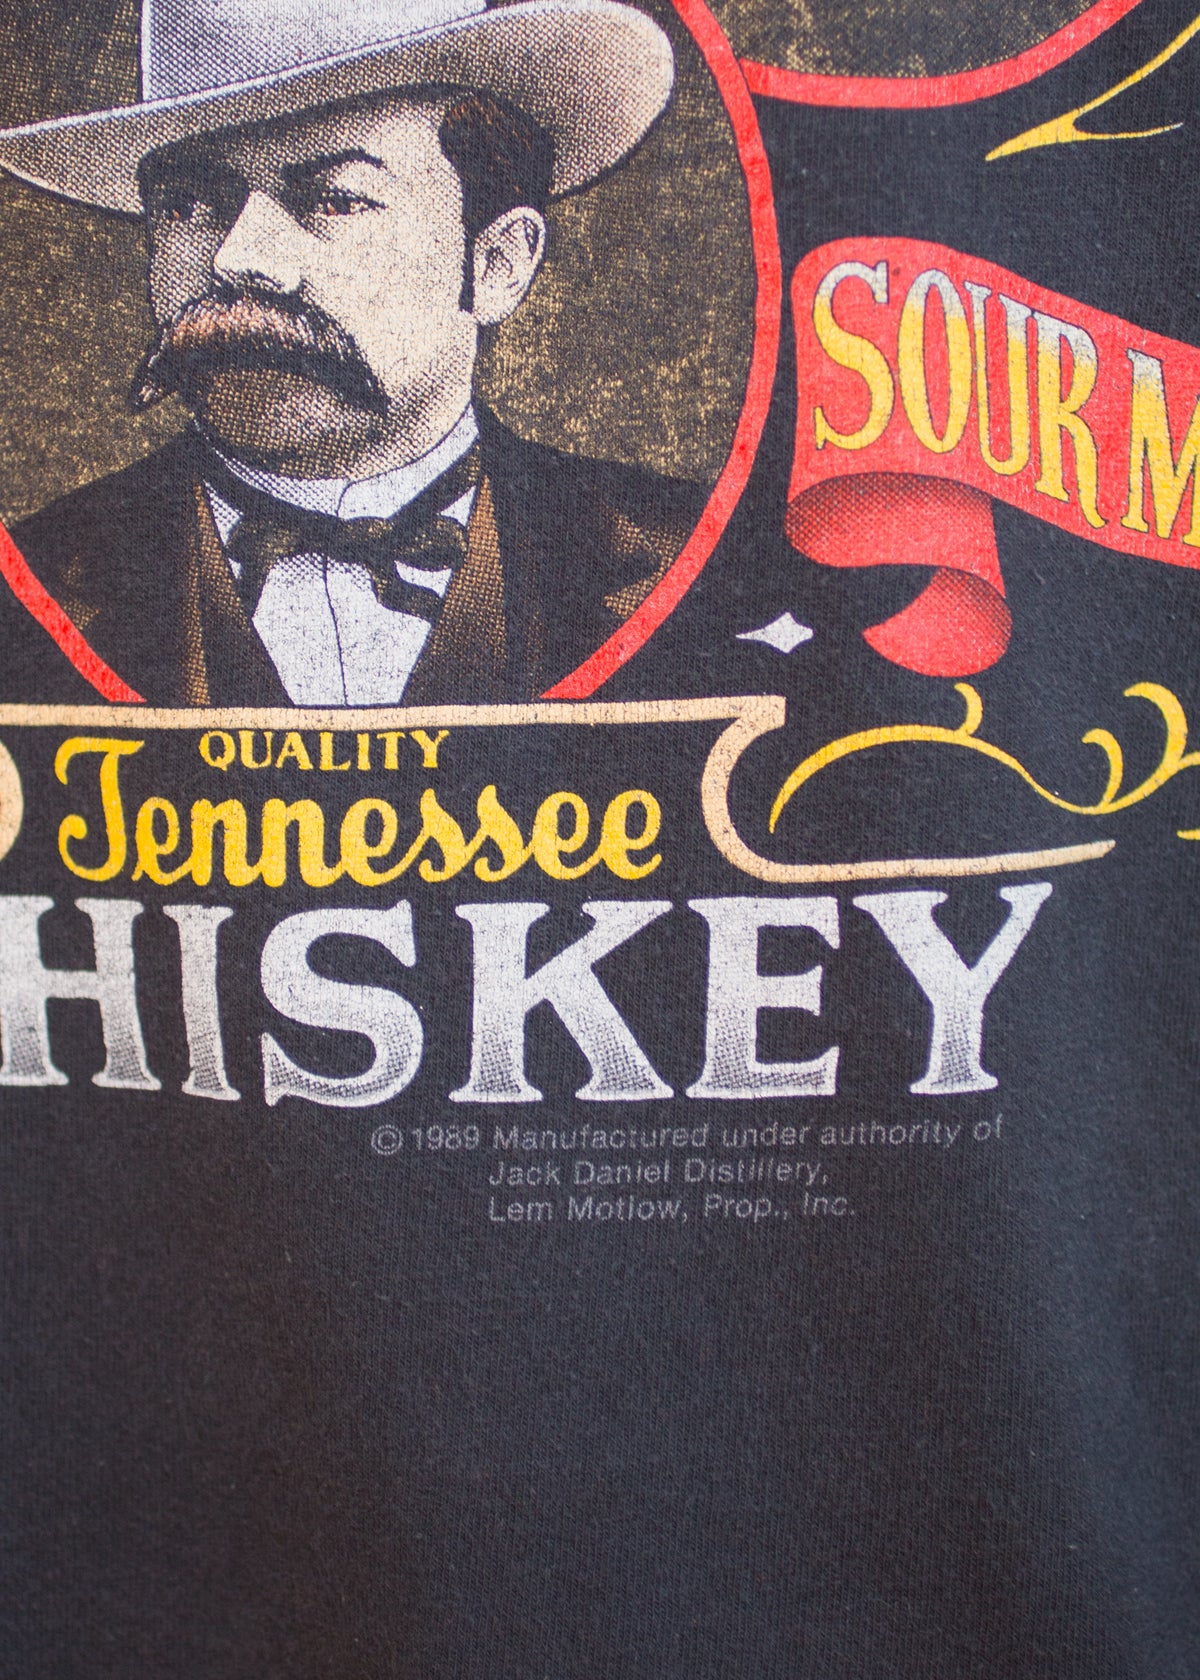 SOUR M
QUALITY
Tennessee
HISKEY
© 1989 Manufactured under authority of
Jack Daniel Distillery,
Lem Motlow, Prop., Inc.